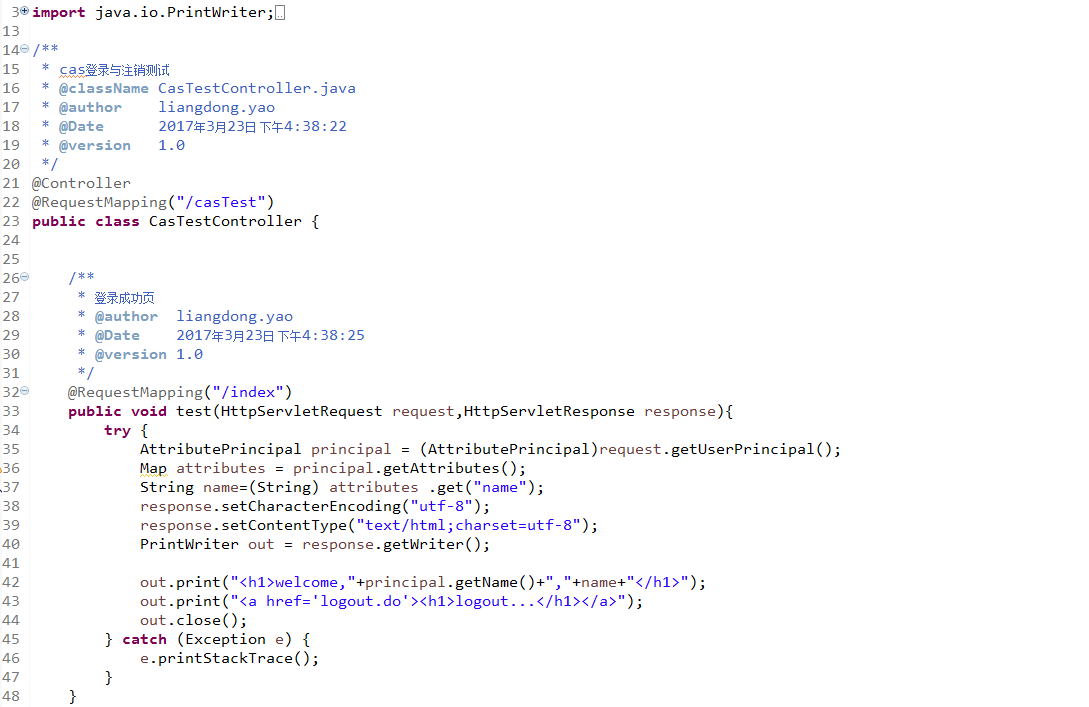 3 import java.io.PrintWriter;
13
14 /**
15 * cas登录与注销测试
16 * @className CasTestController.java
17 * @author liangdong.yao
18 * @Date 2017年3月23日 下午4:38:22
19 * @version 1.0
20 */
21 @Controller
22 @RequestMapping("/casTest")
23 public class CasTestController {
24
25
26 /**
27 * 登录成功页
28 * @author liangdong.yao
29 * @Date 2017年3月23日 下午4:38:25
30 * @version 1.0
31 */
32 @RequestMapping("/index")
33 public void test(HttpServletRequest request,HttpServletResponse response){
34 try {
35 AttributePrincipal principal = (AttributePrincipal)request.getUserPrincipal();
36 Map attributes = principal.getAttributes();
37 String name=(String) attributes .get("name");
38 response.setCharacterEncoding("utf-8");
39 response.setContentType("text/html;charset=utf-8");
40 PrintWriter out = response.getWriter();
41
42 out.print("<h1>welcome,"+principal.getName()+","+name+"</h1>");
43 out.print("<a href='logout.do'><h1>logout...</h1></a>");
44 out.close();
45 } catch (Exception e) {
46 e.printStackTrace();
47 }
48 }